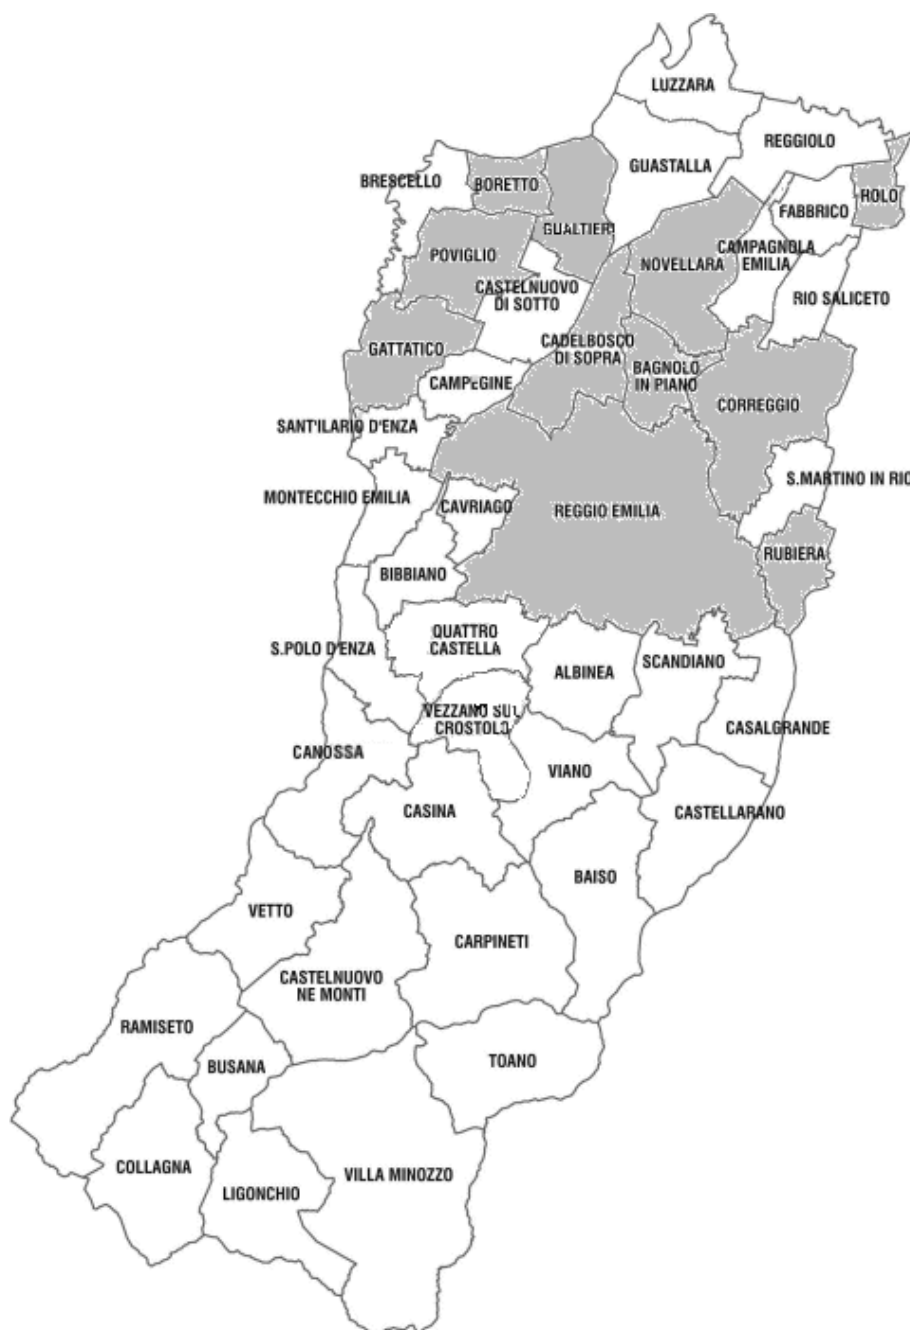 LUZZARA
REGGIOLO
GUASTALLA
BRESCELLO
BORETTO
ROLO
FABBRICO
GUALTIERI
POVIGLIO
NOVELLARA
CAMPAGNOLA
EMILIA
CASTELNUOVO
DI SOTTO
RIO SALICETO
GATTATICO
CADELBOSCO
DI SOPRA
BAGNOLO
IN PIANO
CAMPEGINE
CORREGGIO
SANT'ILARIO D'ENZA
S.MARTINO IN RIO
MONTECCHIO EMILIA
CAVRIAGO
REGGIO EMILIA
RUBIERA
BIBBIANO
S.POLO D'ENZA
QUATTRO
CASTELLA
ALBINEA
SCANDIANO
VEZZANO SUL
CROSTOLO
CASALGRANDE
CANOSSA
VIANO
CASINA
CASTELLARANO
BAISO
VETTO
CARPINETI
CASTELNUOVO
NE MONTI
RAMISETO
BUSANA
TOANO
COLLAGNA
LIGONCHIO
VILLA MINOZZO